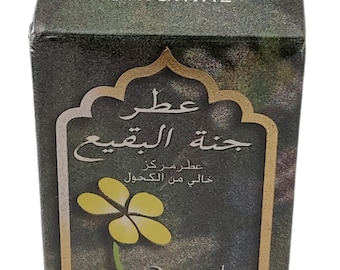 عطر
جنة البقيع
عطر مركز
خالي من الكحول